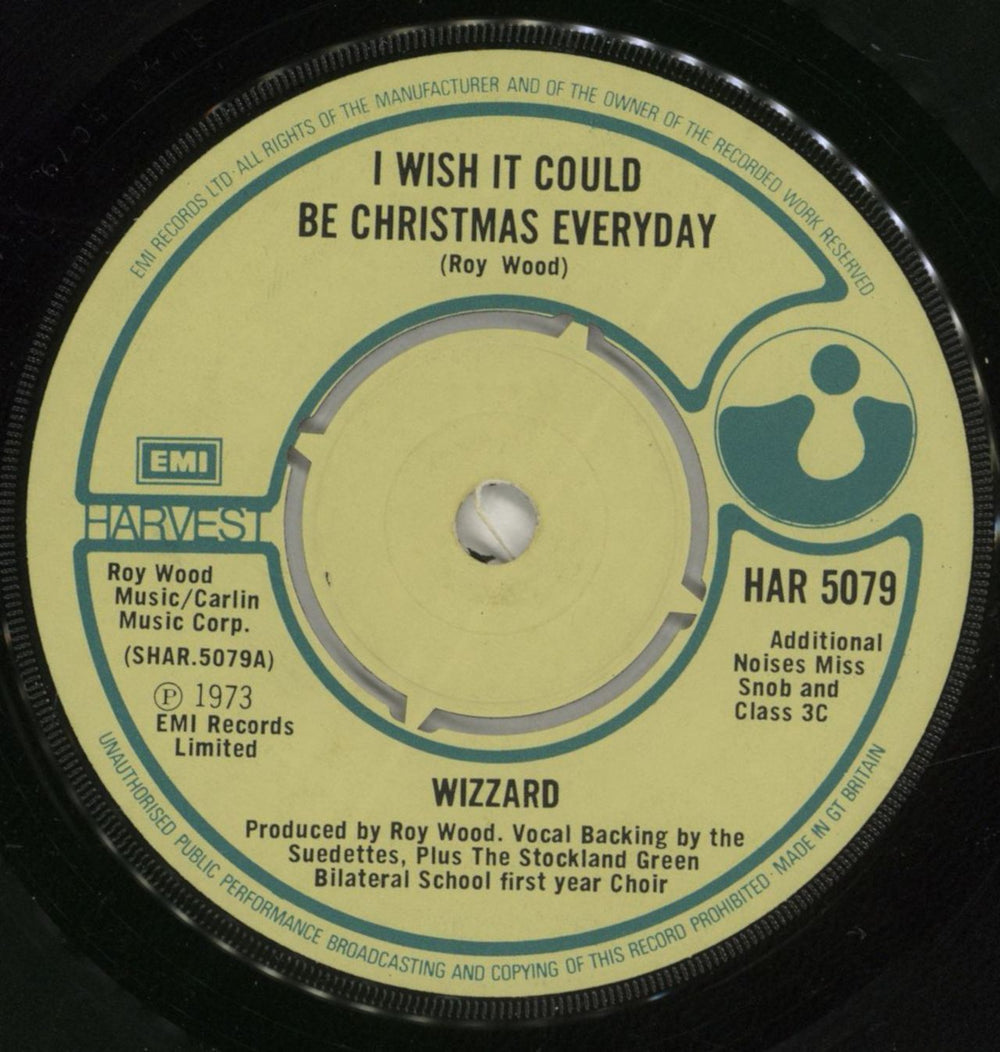 EMI RECORDS LTD · ALL RIGHTS OF THE MANUFACTURER AND OF THE OWNER OF THE RECORDED WORK RESERVED
I WISH IT COULD
BE CHRISTMAS EVERYDAY
(Roy Wood)
EMI
HARVEST
Roy Wood
Music/Carlin
Music Corp.
(SHAR.5079A)
℗ 1973
EMI Records
Limited
HAR 5079
Additional
Noises Miss
Snob and
Class 3C
WIZZARD
Produced by Roy Wood. Vocal Backing by the
Suedettes, Plus The Stockland Green
Bilateral School first year Choir
UNAUTHORISED PUBLIC PERFORMANCE BROADCASTING AND COPYING OF THIS RECORD PROHIBITED · MADE IN GT BRITAIN